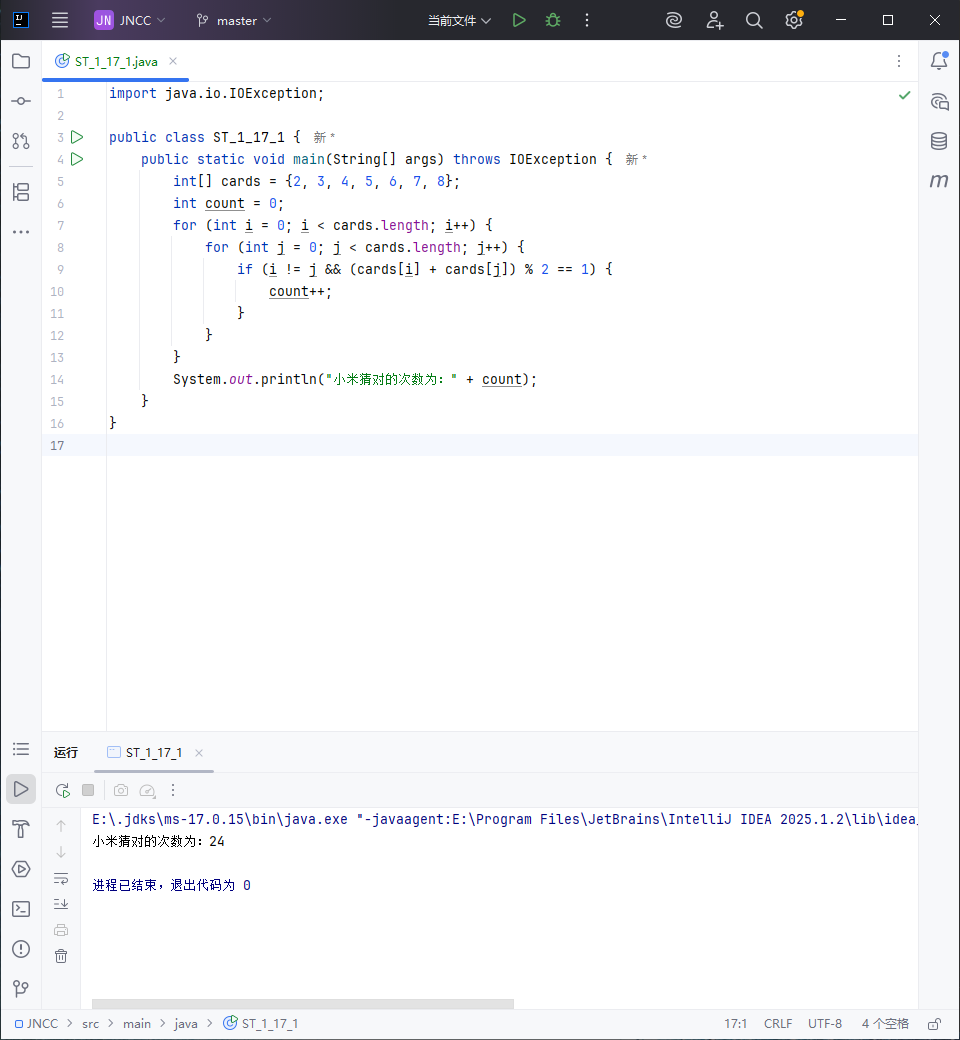 JN JNCC master 当前文件
ST_1_17_1.java
1 import java.io.IOException;
2
3 public class ST_1_17_1 { 新 *
4 public static void main(String[] args) throws IOException { 新 *
5 int[] cards = {2, 3, 4, 5, 6, 7, 8};
6 int count = 0;
7 for (int i = 0; i < cards.length; i++) {
8 for (int j = 0; j < cards.length; j++) {
9 if (i != j && (cards[i] + cards[j]) % 2 == 1) {
10 count++;
11 }
12 }
13 }
14 System.out.println("小米猜对的次数为：" + count);
15 }
16 }
17
运行 ST_1_17_1
E:\.jdks\ms-17.0.15\bin\java.exe "-javaagent:E:\Program Files\JetBrains\IntelliJ IDEA 2025.1.2\lib\idea_
小米猜对的次数为：24
进程已结束，退出代码为 0
JNCC > src > main > java > ST_1_17_1 17:1 CRLF UTF-8 4 个空格